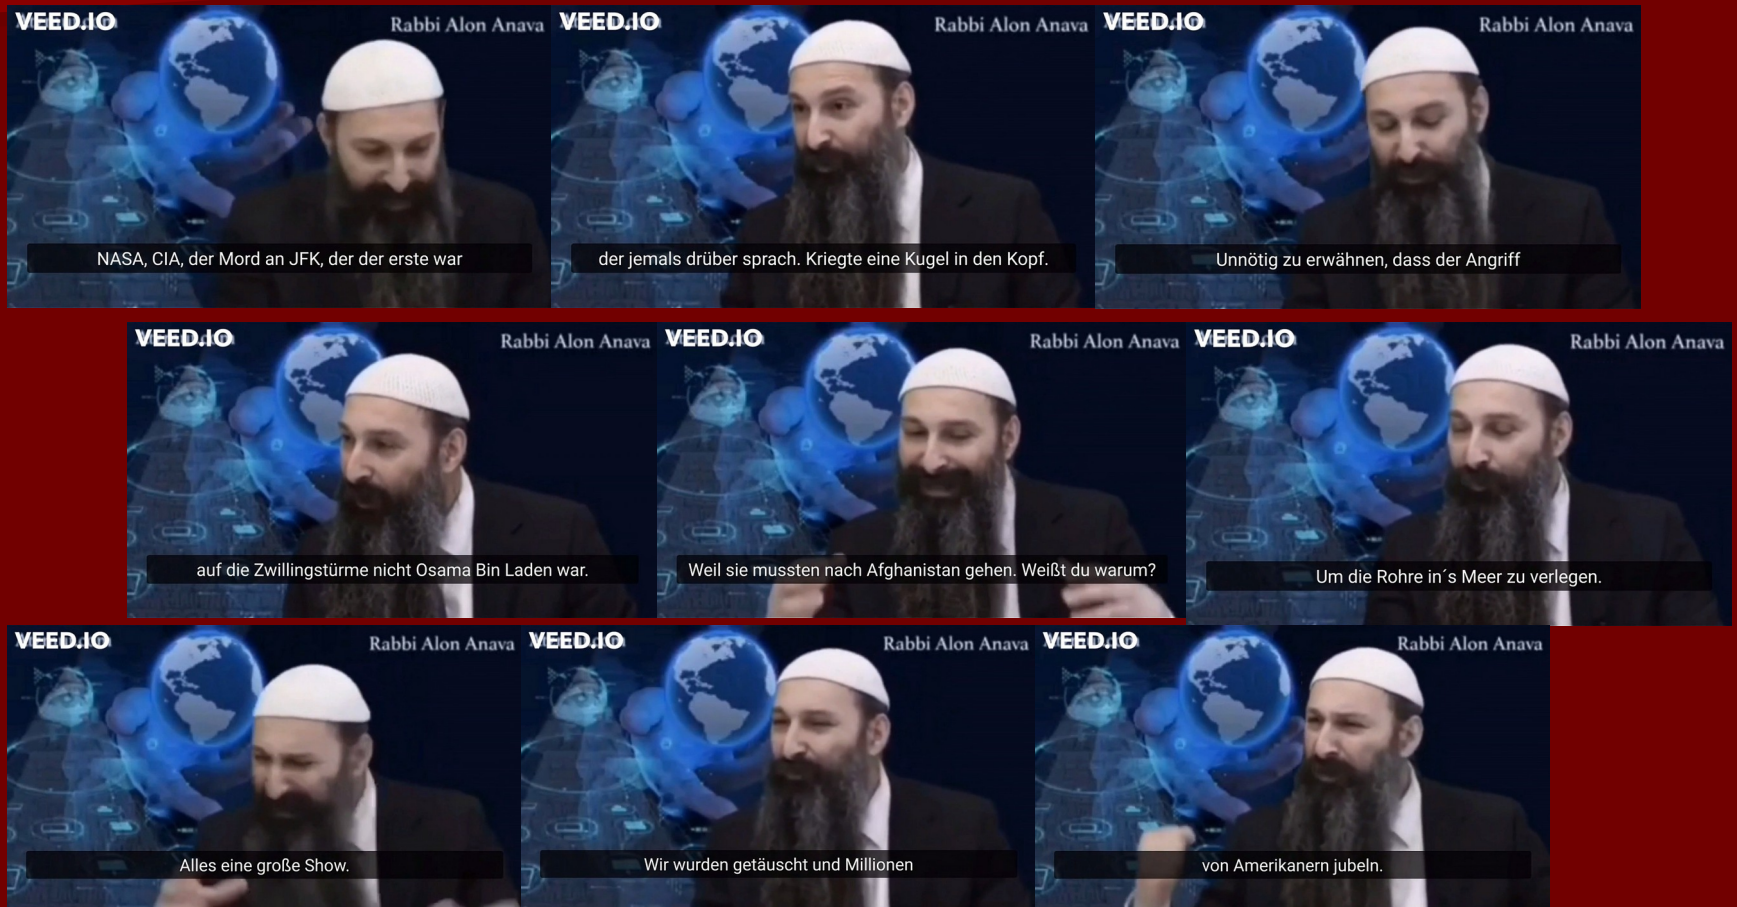 VEED.IO
Rabbi Alon Anava
NASA, CIA, der Mord an JFK, der der erste war
VEED.IO
Rabbi Alon Anava
der jemals drüber sprach. Kriegte eine Kugel in den Kopf.
VEED.IO
Rabbi Alon Anava
Unnötig zu erwähnen, dass der Angriff
VEED.IO
Rabbi Alon Anava
auf die Zwillingstürme nicht Osama Bin Laden war.
VEED.IO
Rabbi Alon Anava
Weil sie mussten nach Afghanistan gehen. Weißt du warum?
VEED.IO
Rabbi Alon Anava
Um die Rohre in´s Meer zu verlegen.
VEED.IO
Rabbi Alon Anava
Alles eine große Show.
VEED.IO
Rabbi Alon Anava
Wir wurden getäuscht und Millionen
VEED.IO
Rabbi Alon Anava
von Amerikanern jubeln.